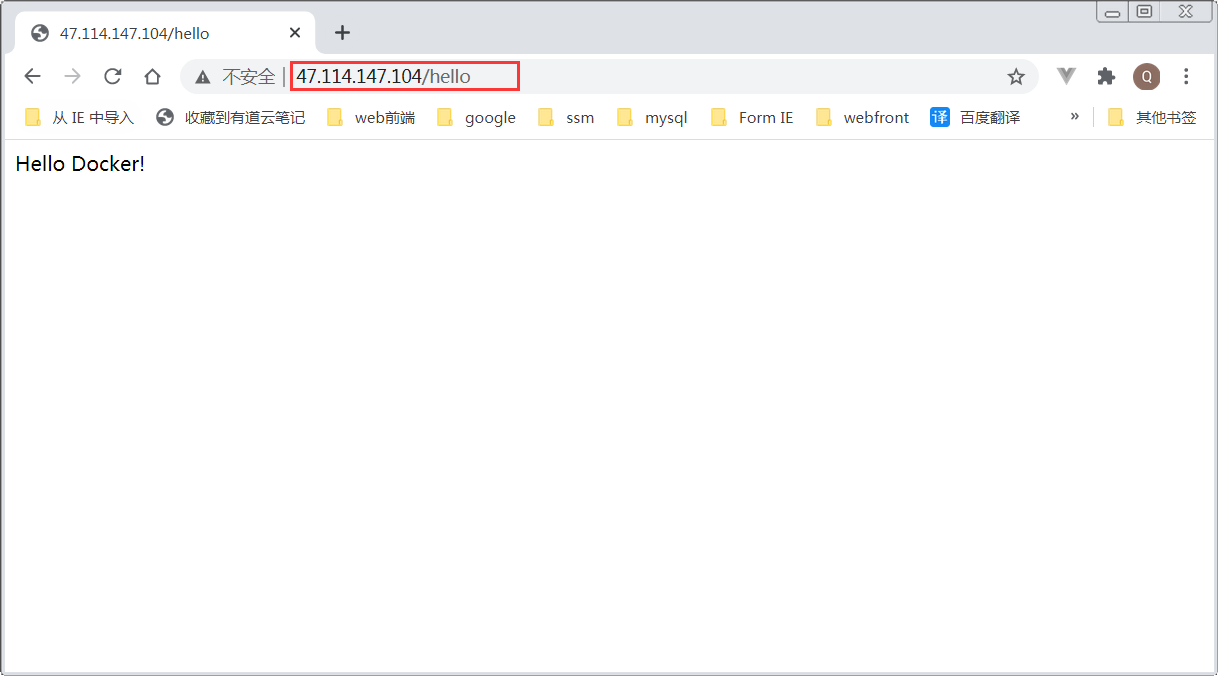 47.114.147.104/hello
不安全 47.114.147.104/hello Q
从 IE 中导入 收藏到有道云笔记 web前端 google ssm mysql Form IE webfront 译 百度翻译 » 其他书签
Hello Docker!